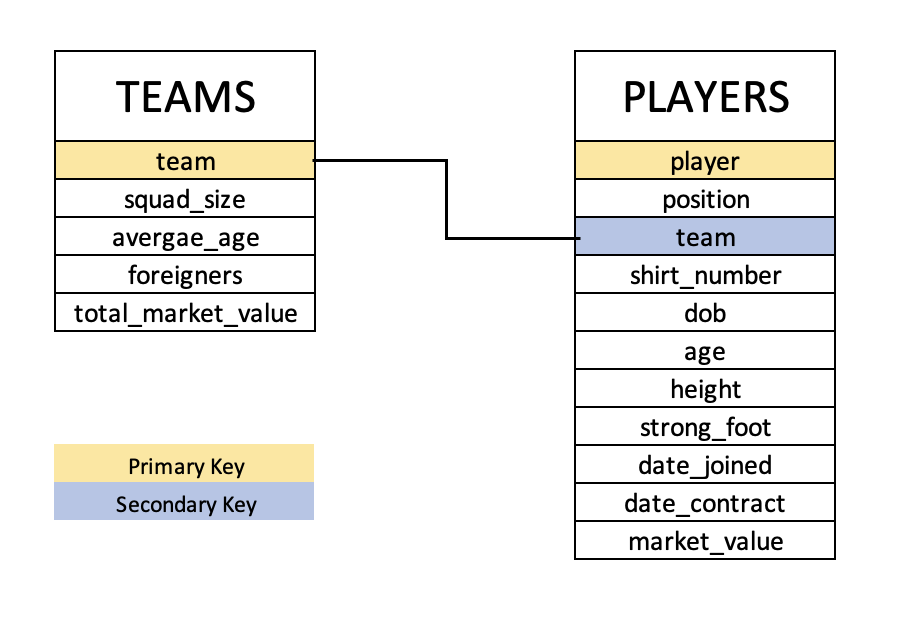 TEAMS
team
squad_size
avergae_age
foreigners
total_market_value
Primary Key
Secondary Key
PLAYERS
player
position
team
shirt_number
dob
age
height
strong_foot
date_joined
date_contract
market_value